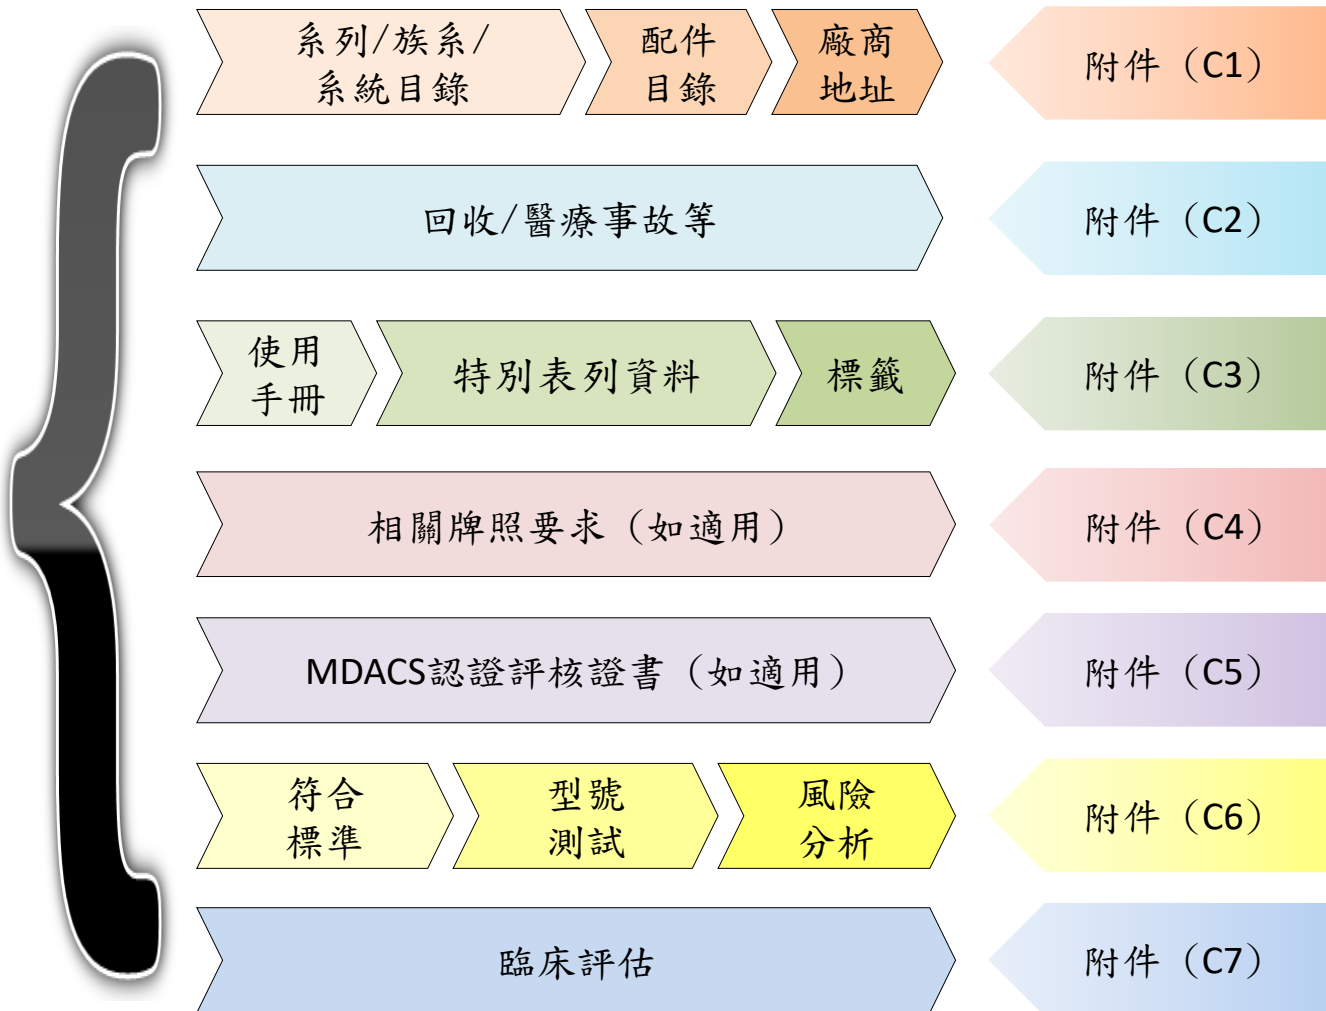 系列/族系/
系統目錄
配件
目錄
廠商
地址
附件（C1）
回收/醫療事故等
附件（C2）
使用
手冊
特別表列資料
標籤
附件（C3）
相關牌照要求（如適用）
附件（C4）
MDACS認證評核證書（如適用）
附件（C5）
符合
標準
型號
測試
風險
分析
附件（C6）
臨床評估
附件（C7）